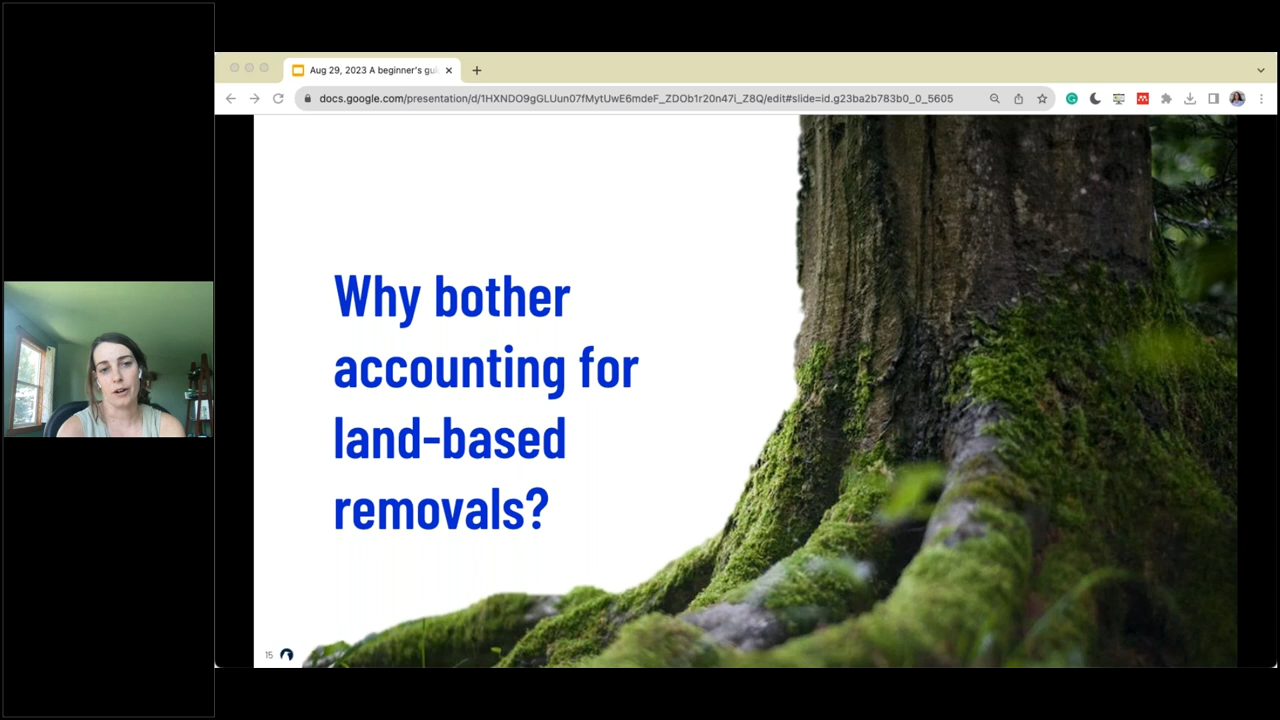 Aug 29, 2023 A beginner's gui
docs.google.com/presentation/d/1HXNDO9gGLUun07fMytUwE6mdeF_ZDOb1r20n47i_Z8Q/edit#slide=id.g23ba2b783b0_0_5605
Why bother
accounting for
land-based
removals?
15